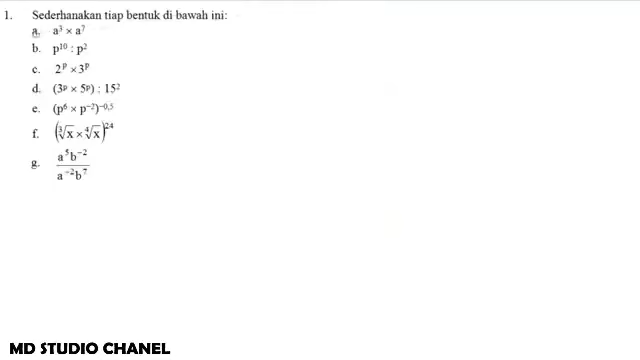 1. Sederhanakan tiap bentuk di bawah ini:
a. a³ × a⁷
b. p¹⁰ : p²
c. 2ᵖ × 3ᵖ
d. (3ᵖ × 5ᵖ) : 15²
e. (p⁶ × p⁻²)⁻⁰,⁵
f. (∛x × ∜x)²⁴
g. a⁵b⁻²
a⁻²b⁷
MD STUDIO CHANEL